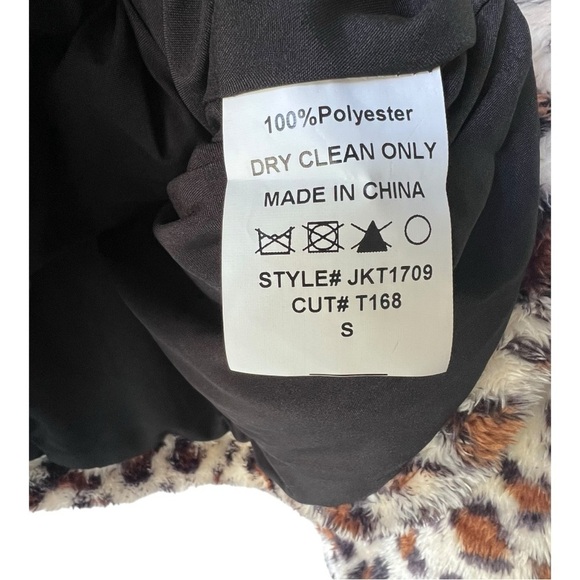 100%Polyester
DRY CLEAN ONLY
MADE IN CHINA
STYLE# JKT1709
CUT# T168
S